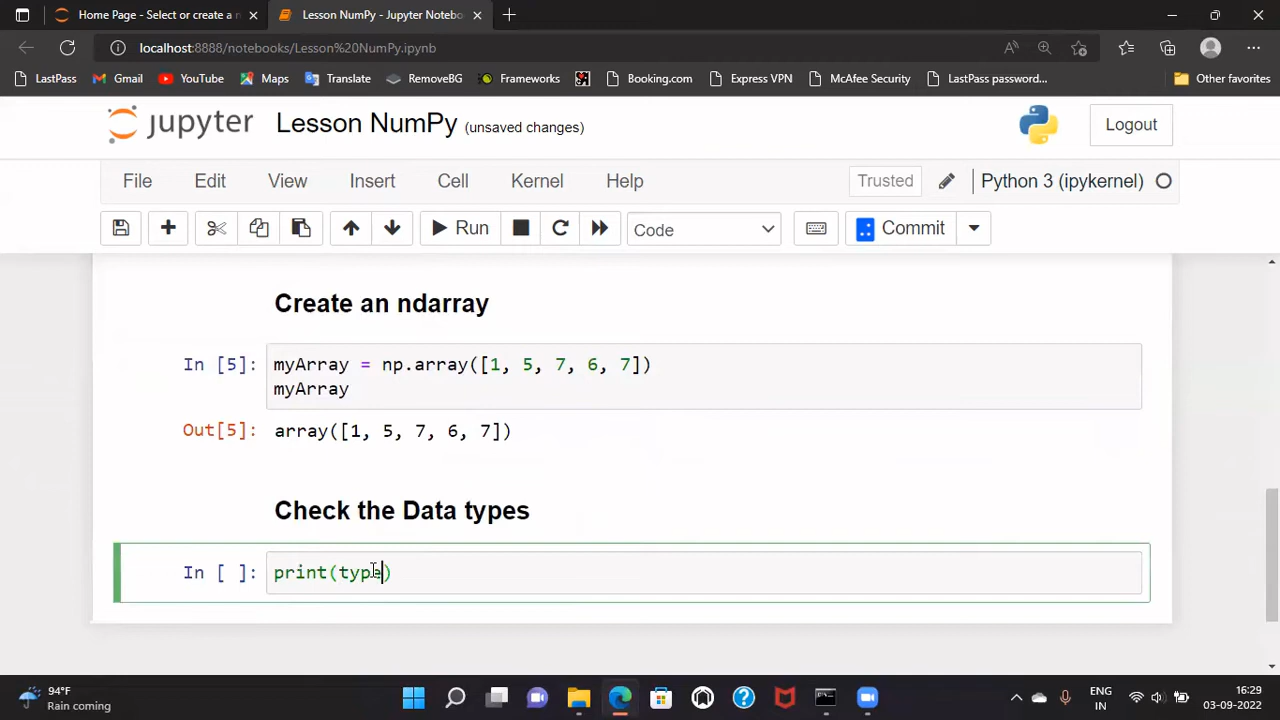 Home Page - Select or create a n
Lesson NumPy - Jupyter Notebo
localhost:8888/notebooks/Lesson%20NumPy.ipynb
LastPass
Gmail
YouTube
Maps
Translate
RemoveBG
Frameworks
Booking.com
Express VPN
McAfee Security
LastPass password...
Other favorites
jupyter Lesson NumPy (unsaved changes)
Logout
File Edit View Insert Cell Kernel Help
Trusted
Python 3 (ipykernel)
Run
Code
Commit
Create an ndarray
In [5]: myArray = np.array([1, 5, 7, 6, 7])
myArray
Out[5]: array([1, 5, 7, 6, 7])
Check the Data types
In [ ]: print(type)
94°F
Rain coming
ENG
IN
16:29
03-09-2022